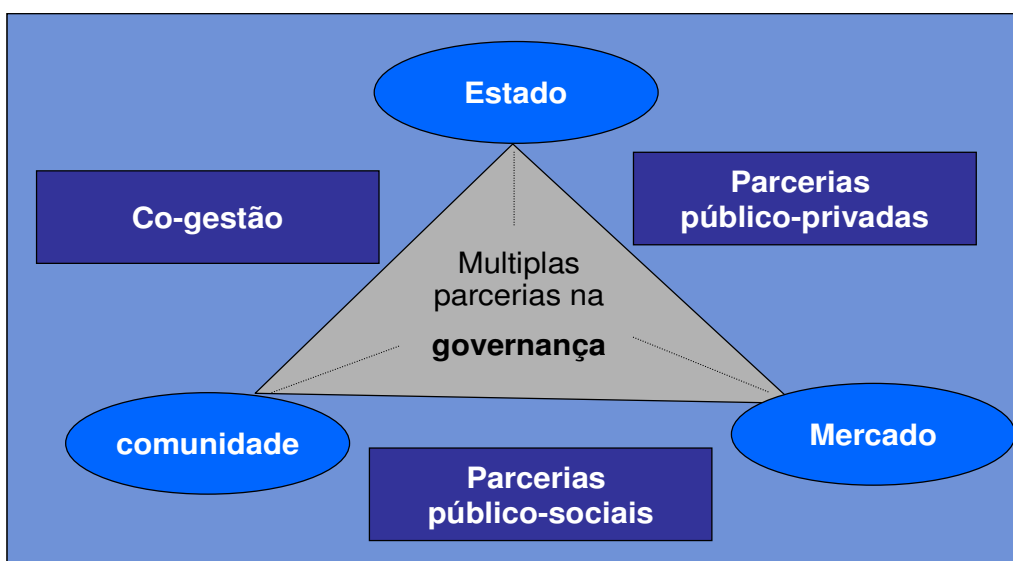 Estado
Parcerias
público-privadas
Co-gestão
Multiplas
parcerias na
governança
comunidade
Mercado
Parcerias
público-sociais